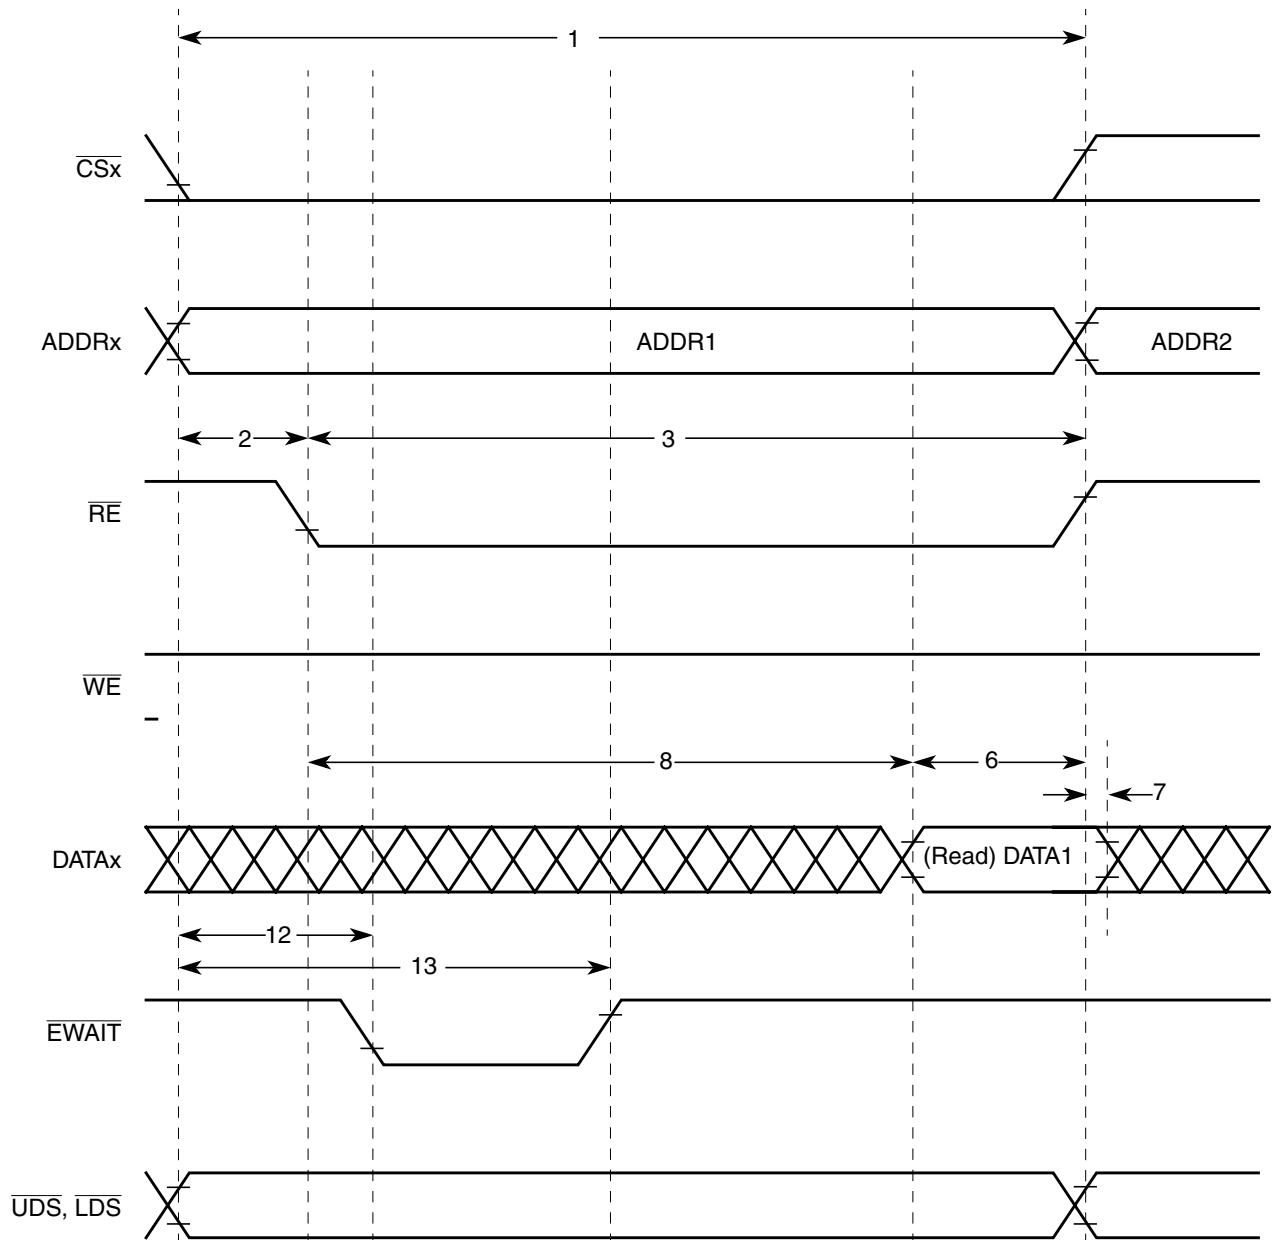 1
CSx
ADDRx
ADDR1
ADDR2
2
3
RE
WE
8
6
7
DATAx
(Read) DATA1
12
13
EWAIT
UDS, LDS